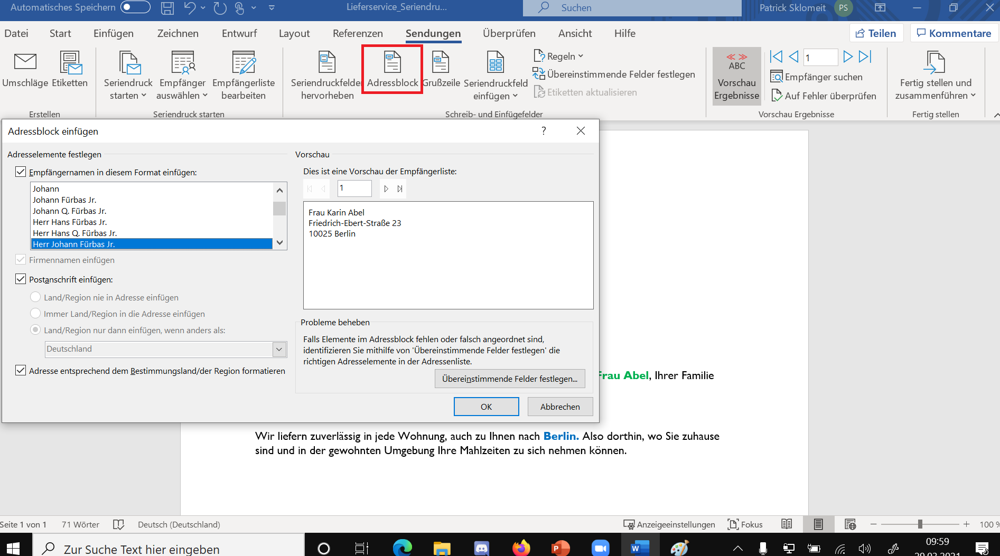 Automatisches Speichern
Lieferservice_Seriendru...
Suchen
Patrick Sklomeit
PS
Datei
Start
Einfügen
Zeichnen
Entwurf
Layout
Referenzen
Sendungen
Überprüfen
Ansicht
Hilfe
Teilen
Kommentare
Umschläge
Etiketten
Erstellen
Seriendruck
starten
Empfänger
auswählen
Empfängerliste
bearbeiten
Seriendruck starten
Seriendruckfelder
hervorheben
Adressblock
Grußzeile
Seriendruckfeld
einfügen
Regeln
Übereinstimmende Felder festlegen
Etiketten aktualisieren
Schreib- und Einfügefelder
ABC
Vorschau
Ergebnisse
1
Empfänger suchen
Auf Fehler überprüfen
Vorschau Ergebnisse
Fertig stellen und
zusammenführen
Fertig stellen
Adressblock einfügen
?
Adresselemente festlegen
Empfängernamen in diesem Format einfügen:
Johann
Johann Fürbas Jr.
Johann Q. Fürbas Jr.
Herr Hans Fürbas Jr.
Herr Hans Q. Fürbas Jr.
Herr Johann Fürbas Jr.
Firmennamen einfügen
Postanschrift einfügen:
Land/Region nie in Adresse einfügen
Immer Land/Region in die Adresse einfügen
Land/Region nur dann einfügen, wenn anders als:
Deutschland
Adresse entsprechend dem Bestimmungsland/der Region formatieren
Vorschau
Dies ist eine Vorschau der Empfängerliste:
1
Frau Karin Abel
Friedrich-Ebert-Straße 23
10025 Berlin
Probleme beheben
Falls Elemente im Adressblock fehlen oder falsch angeordnet sind,
identifizieren Sie mithilfe von 'Übereinstimmende Felder festlegen' die
richtigen Adresselemente in der Adressenliste.
Übereinstimmende Felder festlegen...
OK
Abbrechen
Frau Abel, Ihrer Familie
Wir liefern zuverlässig in jede Wohnung, auch zu Ihnen nach Berlin. Also dorthin, wo Sie zuhause
sind und in der gewohnten Umgebung Ihre Mahlzeiten zu sich nehmen können.
Seite 1 von 1
71 Wörter
Deutsch (Deutschland)
Anzeigeeinstellungen
Fokus
100 %
Zur Suche Text hier eingeben
09:59
29.03.2021